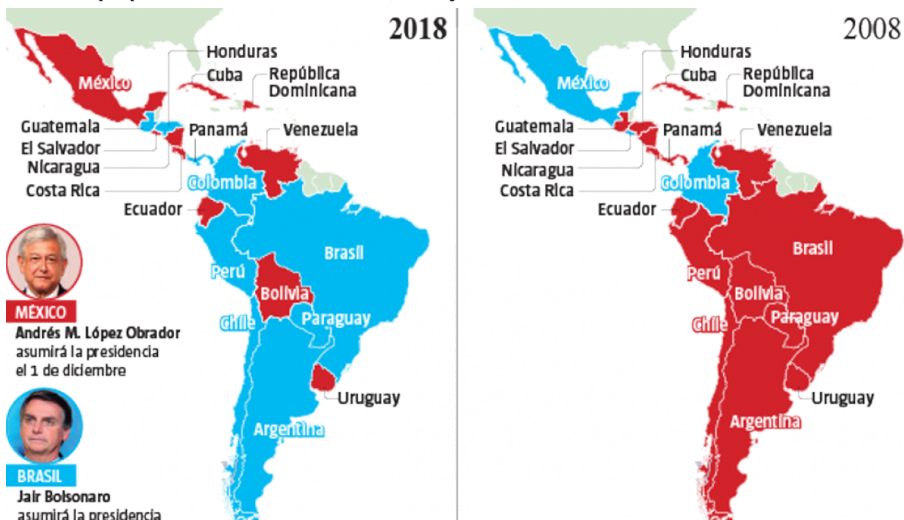 2018
Honduras
Cuba
República
Dominicana
México
Guatemala
El Salvador
Nicaragua
Costa Rica
Panamá
Venezuela
Colombia
Ecuador
Brasil
Perú
Bolivia
Chile
Paraguay
Uruguay
Argentina
MÉXICO
Andrés M. López Obrador
asumirá la presidencia
el 1 de diciembre
BRASIL
Jair Bolsonaro
asumirá la presidencia
2008
Honduras
Cuba
República
Dominicana
México
Guatemala
El Salvador
Nicaragua
Costa Rica
Panamá
Venezuela
Colombia
Ecuador
Brasil
Perú
Bolivia
Chile
Paraguay
Uruguay
Argentina